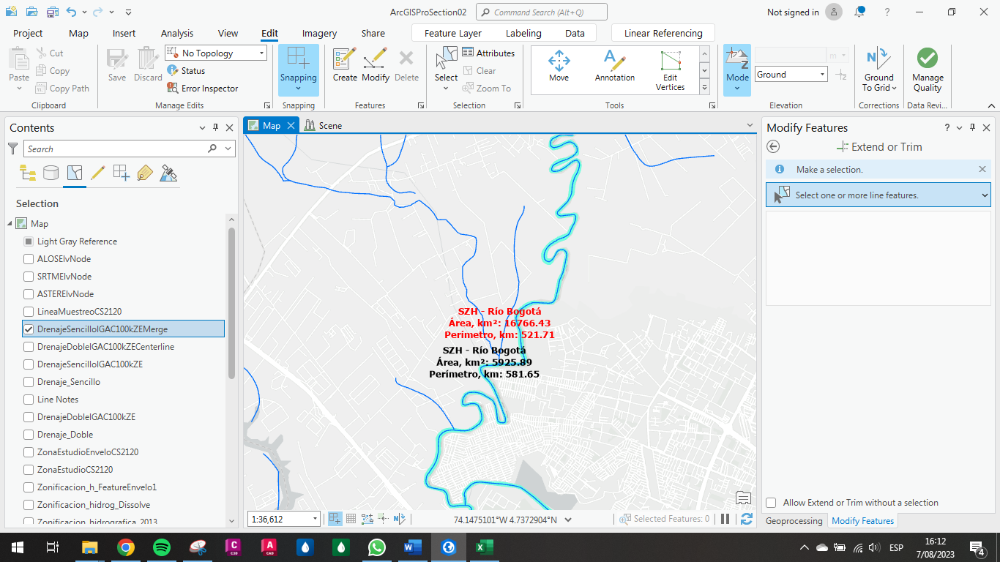 ArcGISProSection02
Command Search (Alt+Q)
Not signed in
?
Project
Map
Insert
Analysis
View
Edit
Imagery
Share
Feature Layer
Labeling
Data
Linear Referencing
Paste
Cut
Copy
Copy Path
Clipboard
Save
Discard
No Topology
Status
Error Inspector
Manage Edits
Snapping
Snapping
Create
Modify
Delete
Features
Select
Attributes
Clear
Zoom To
Selection
Move
Annotation
Edit
Vertices
Tools
Mode
m
Ground
Elevation
Ground
To Grid
Corrections
Manage
Quality
Data Revi...
Contents
Search
Selection
Map
Light Gray Reference
ALOSElvNode
SRTMElvNode
ASTERElvNode
LineaMuestreoCS2120
DrenajeSencilloIGAC100kZEMerge
DrenajeDobleIGAC100kZECenterline
DrenajeSencilloIGAC100kZE
Drenaje_Sencillo
Line Notes
DrenajeDobleIGAC100kZE
Drenaje_Doble
ZonaEstudioEnveloCS2120
ZonaEstudioCS2120
Zonificacion_h_FeatureEnvelo1
Zonificacion_hidrog_Dissolve
Zonificacion_hidrografica_2013
Map
Scene
SZH - Río Bogotá
Área, km²: 16766.43
Perímetro, km: 521.71
SZH - Río Bogotá
Área, km²: 5925.89
Perímetro, km: 581.65
1:36,612
74.1475101°W 4.7372904°N
Selected Features: 0
Modify Features
?
Extend or Trim
Make a selection.
Select one or more line features.
Allow Extend or Trim without a selection
Geoprocessing
Modify Features
C
C3D
A
CAD
W
X
ESP
16:12
7/08/2023
4